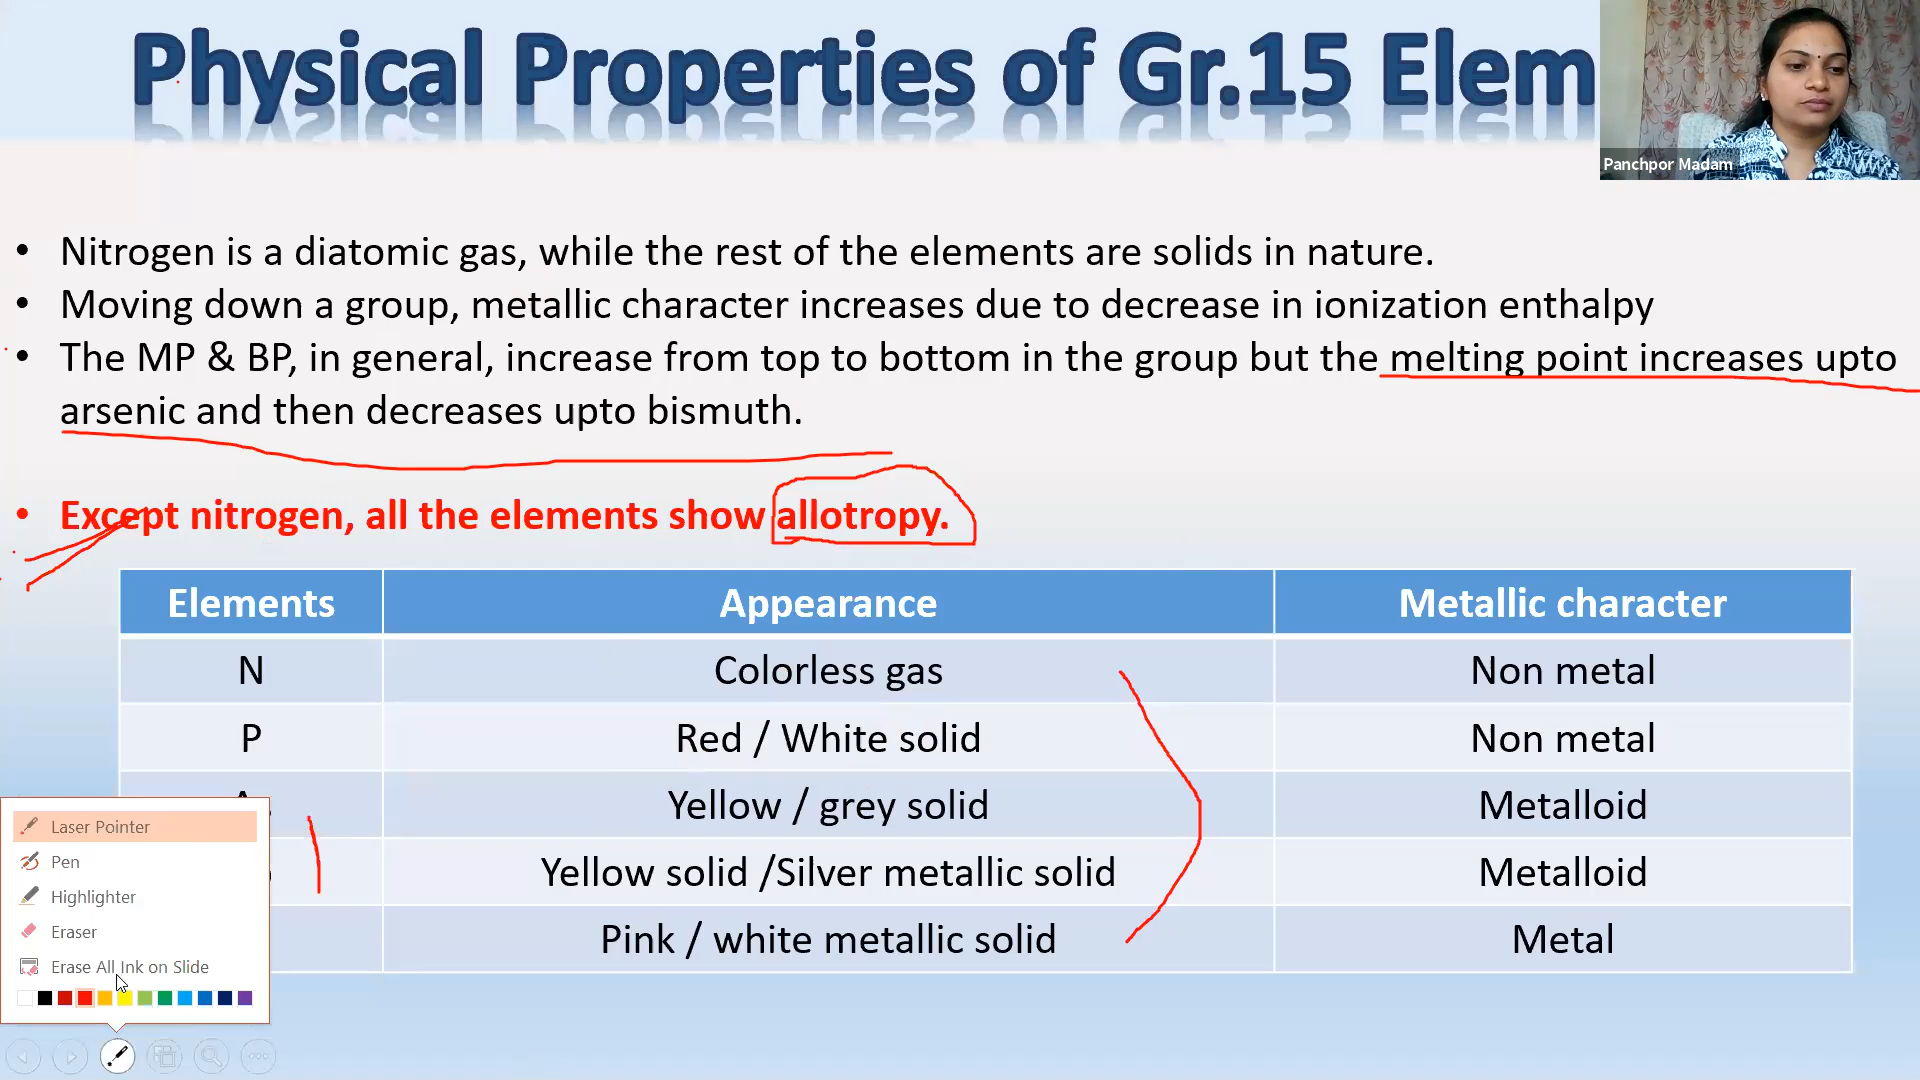 Physical Properties of Gr.15 Elem
Panchpor Madam
• Nitrogen is a diatomic gas, while the rest of the elements are solids in nature.
• Moving down a group, metallic character increases due to decrease in ionization enthalpy
• The MP & BP, in general, increase from top to bottom in the group but the melting point increases upto
arsenic and then decreases upto bismuth.
• Except nitrogen, all the elements show allotropy.
Elements Appearance Metallic character
N Colorless gas Non metal
P Red / White solid Non metal
Yellow / grey solid Metalloid
Yellow solid /Silver metallic solid Metalloid
Pink / white metallic solid Metal
Laser Pointer
Pen
Highlighter
Eraser
Erase All Ink on Slide